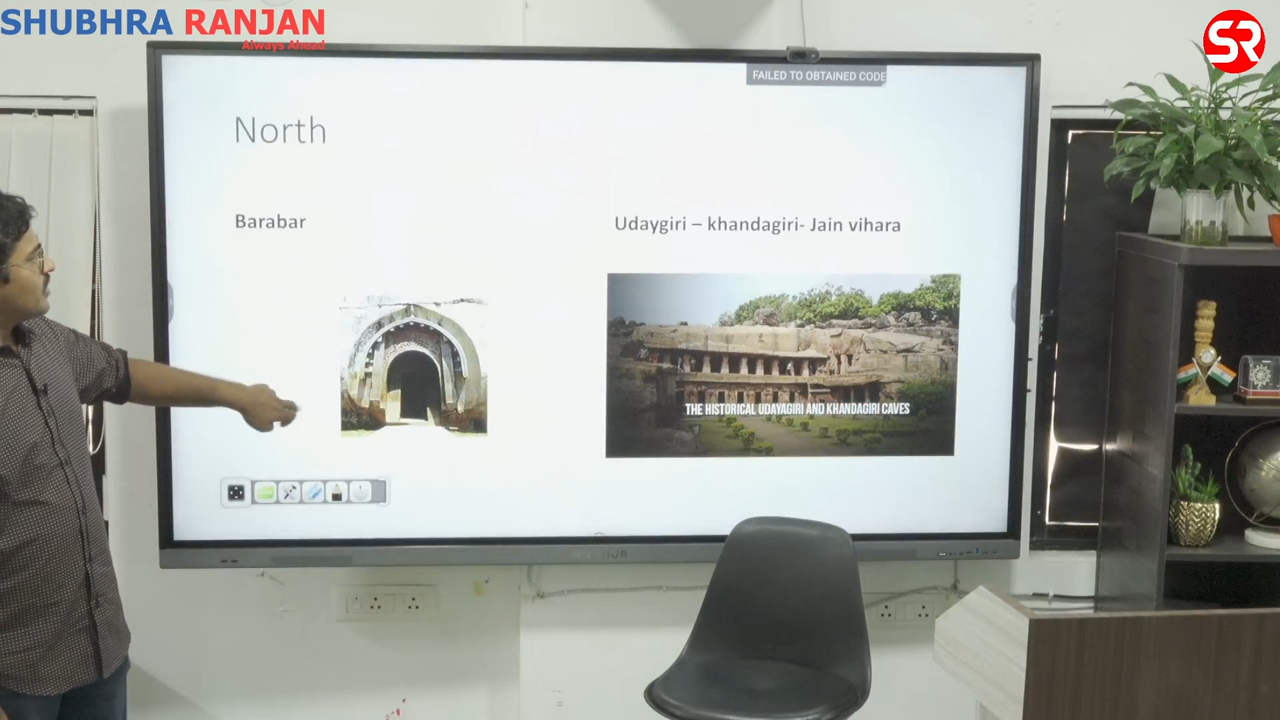 SHUBHRA RANJAN
Always Ahead
SR
FAILED TO OBTAINED CODE
North
Barabar
Udaygiri – khandagiri- Jain vihara
THE HISTORICAL UDAYAGIRI AND KHANDAGIRI CAVES